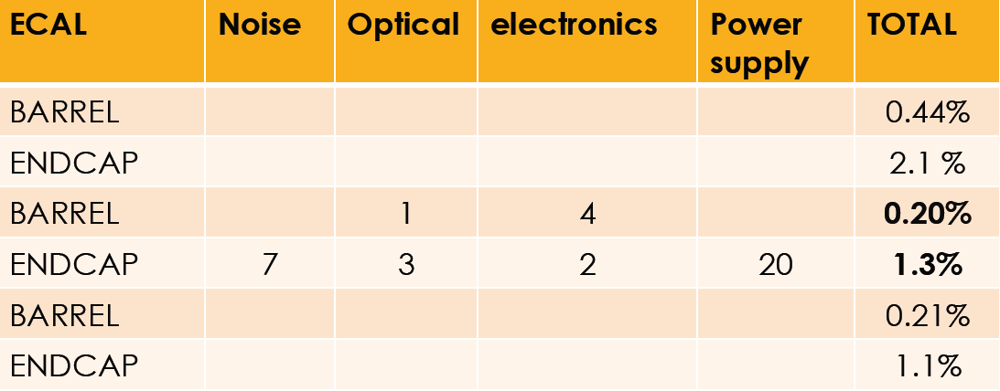 ECAL Noise Optical electronics Power supply TOTAL
BARREL 0.44%
ENDCAP 2.1 %
BARREL 1 4 0.20%
ENDCAP 7 3 2 20 1.3%
BARREL 0.21%
ENDCAP 1.1%